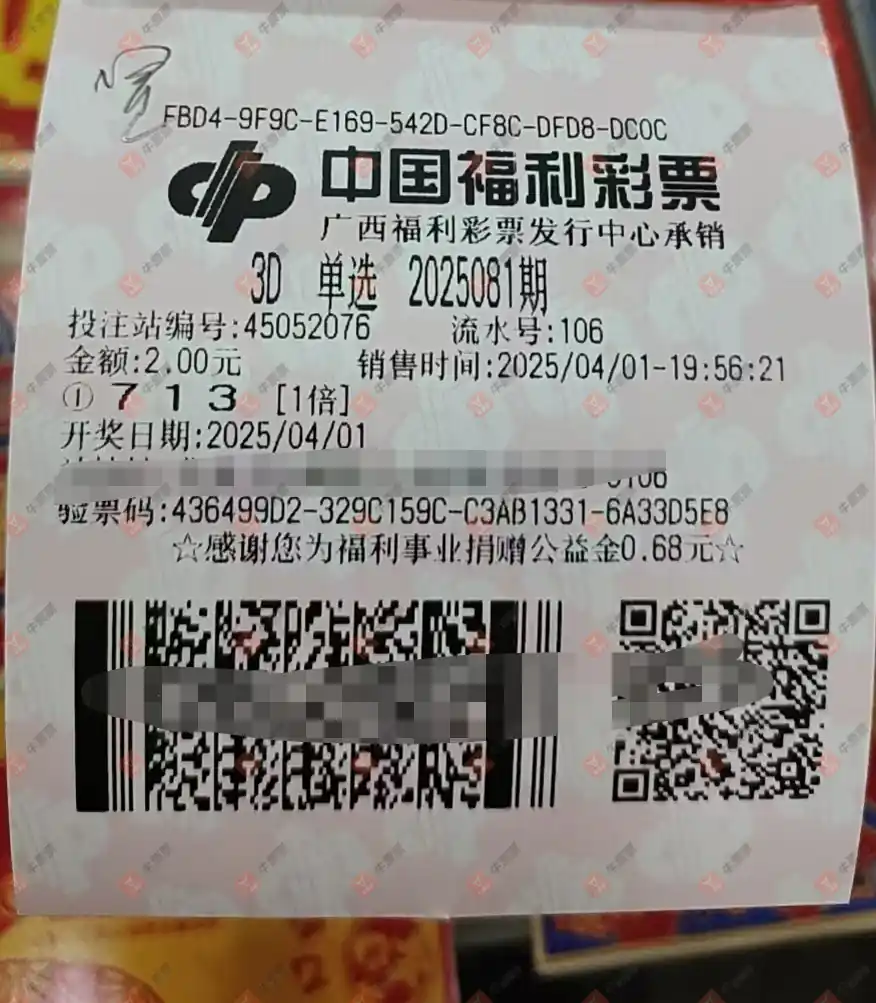 FBD4-9F9C-E169-542D-CF8C-DFD8-DC0C
中国福利彩票
广西福利彩票发行中心承销
3D 单选 2025081期
投注站编号:45052076 流水号:106
金额:2.00元 销售时间:2025/04/01-19:56:21
① 7 1 3 [1倍]
开奖日期:2025/04/01
验票码:436499D2-329C159C-C3AB1331-6A33D5E8
☆感谢您为福利事业捐赠公益金0.68元☆